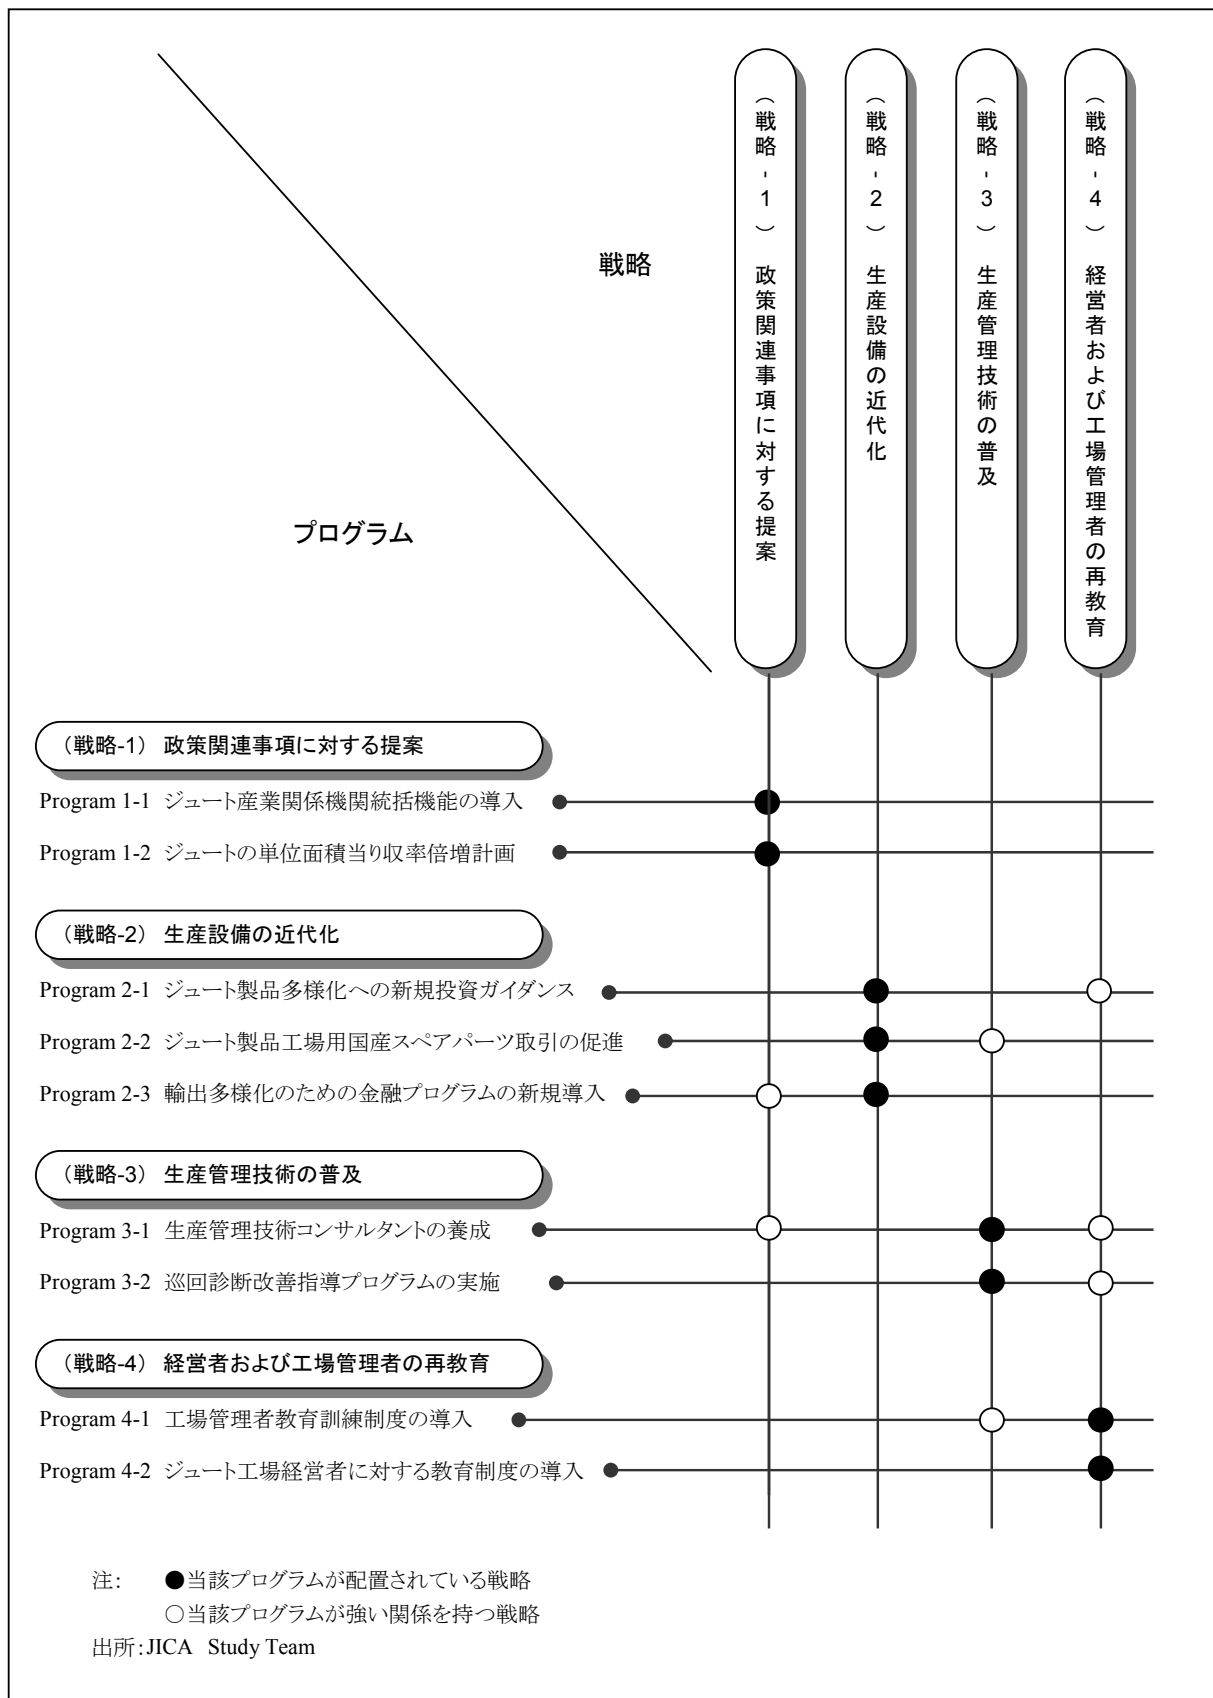 戦略
プログラム
（戦略-1） 政策関連事項に対する提案
（戦略-2） 生産設備の近代化
（戦略-3） 生産管理技術の普及
（戦略-4） 経営者および工場管理者の再教育
（戦略-1） 政策関連事項に対する提案
Program 1-1 ジュート産業関係機関統括機能の導入
Program 1-2 ジュートの単位面積当り収率倍増計画
（戦略-2） 生産設備の近代化
Program 2-1 ジュート製品多様化への新規投資ガイダンス
Program 2-2 ジュート製品工場用国産スペアパーツ取引の促進
Program 2-3 輸出多様化のための金融プログラムの新規導入
（戦略-3） 生産管理技術の普及
Program 3-1 生産管理技術コンサルタントの養成
Program 3-2 巡回診断改善指導プログラムの実施
（戦略-4） 経営者および工場管理者の再教育
Program 4-1 工場管理者教育訓練制度の導入
Program 4-2 ジュート工場経営者に対する教育制度の導入
注： ●当該プログラムが配置されている戦略
○当該プログラムが強い関係を持つ戦略
出所：JICA Study Team